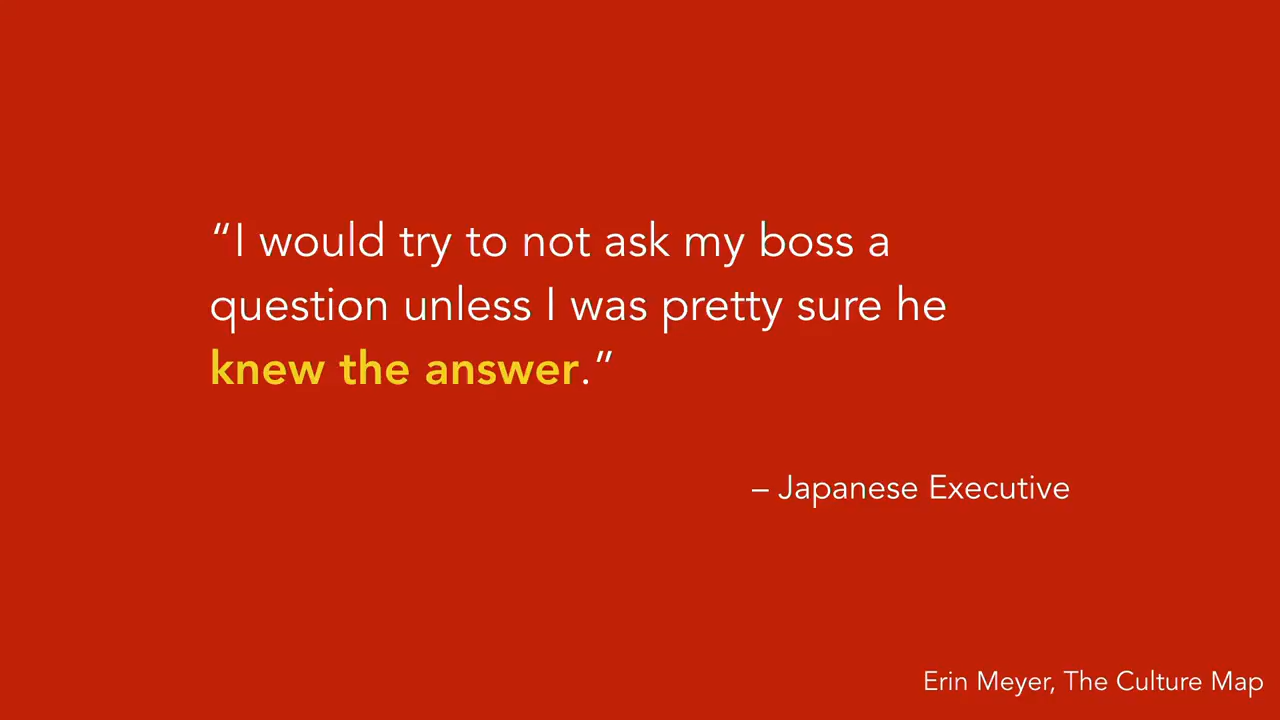 “I would try to not ask my boss a
question unless I was pretty sure he
knew the answer.”
– Japanese Executive
Erin Meyer, The Culture Map